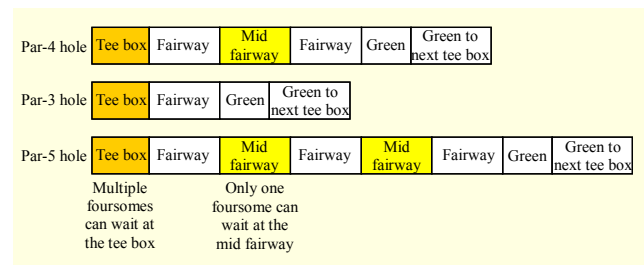 Par-4 hole Tee box Fairway Mid fairway Fairway Green Green to next tee box
Par-3 hole Tee box Fairway Green Green to next tee box
Par-5 hole Tee box Fairway Mid fairway Fairway Mid fairway Fairway Green Green to next tee box
Multiple
foursomes
can wait at
the tee box
Only one
foursome can
wait at the
mid fairway